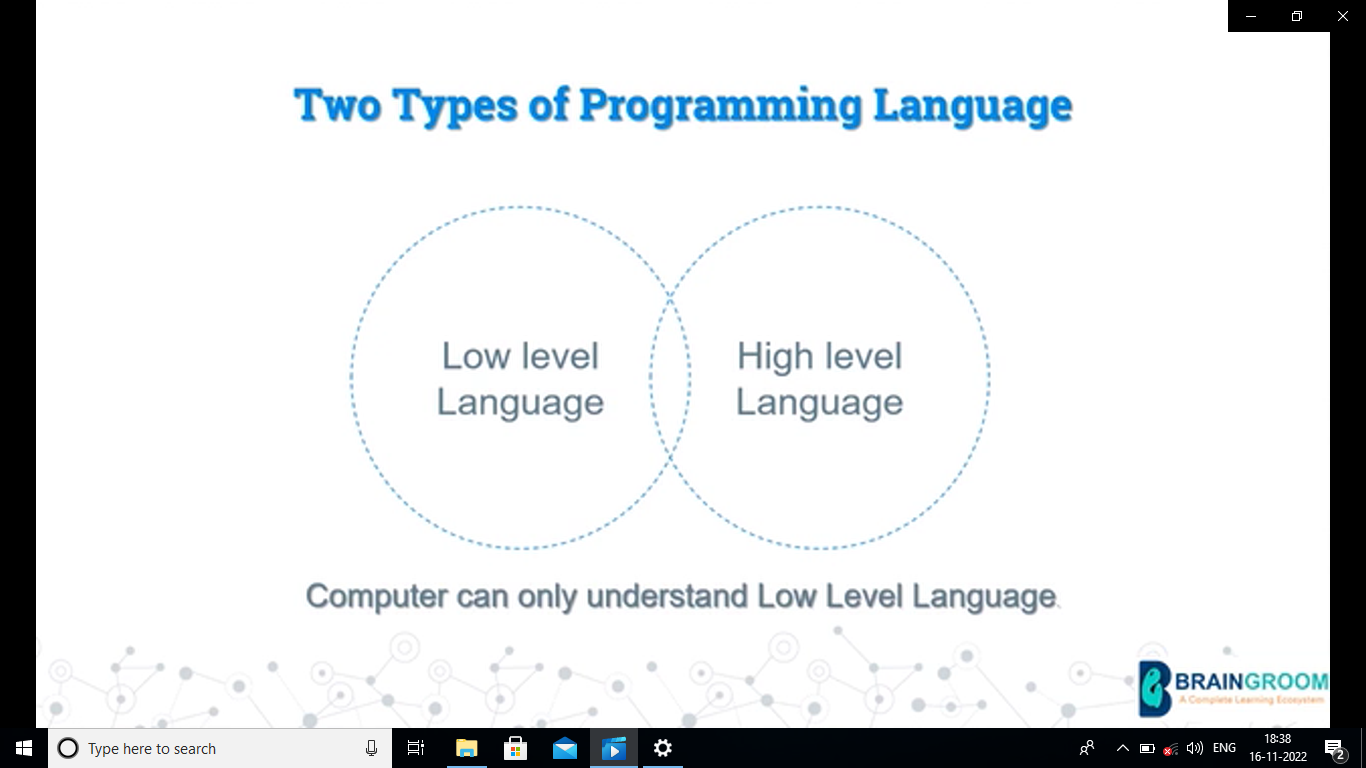 Two Types of Programming Language
Low level
Language
High level
Language
Computer can only understand Low Level Language.
BRAINGROOM
A Complete Learning Ecosystem
Type here to search
ENG
18:38
16-11-2022
2